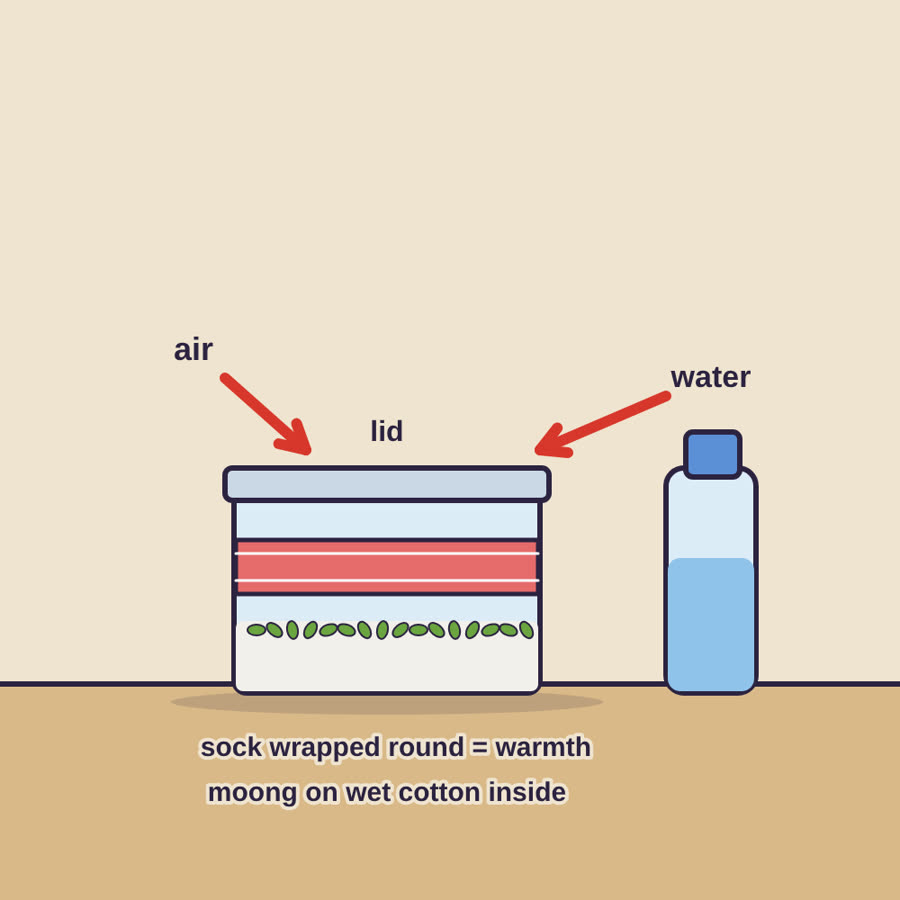 air
water
lid
sock wrapped round = warmth
moong on wet cotton inside